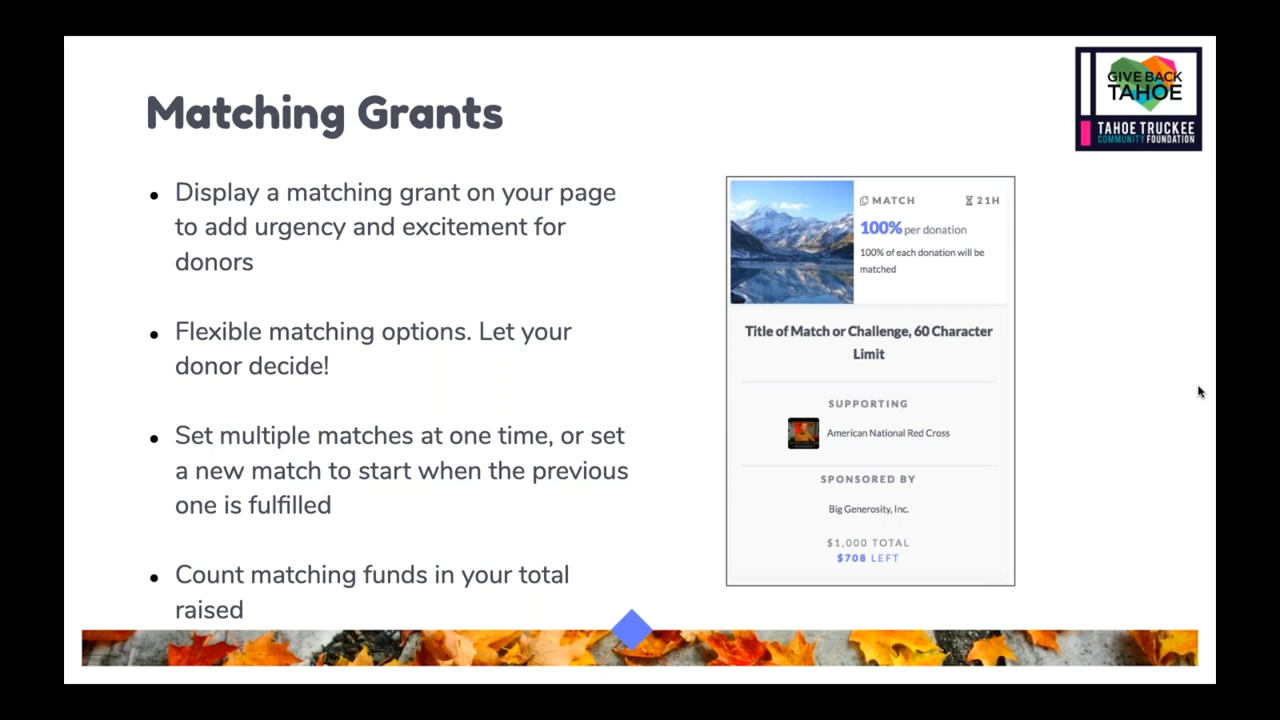 GIVE BACK
TAHOE
TAHOE TRUCKEE
COMMUNITY FOUNDATION
Matching Grants
• Display a matching grant on your page
to add urgency and excitement for
donors
• Flexible matching options. Let your
donor decide!
• Set multiple matches at one time, or set
a new match to start when the previous
one is fulfilled
• Count matching funds in your total
raised
MATCH 21H
100% per donation
100% of each donation will be
matched
Title of Match or Challenge, 60 Character
Limit
SUPPORTING
American National Red Cross
SPONSORED BY
Big Generosity, Inc.
$1,000 TOTAL
$708 LEFT